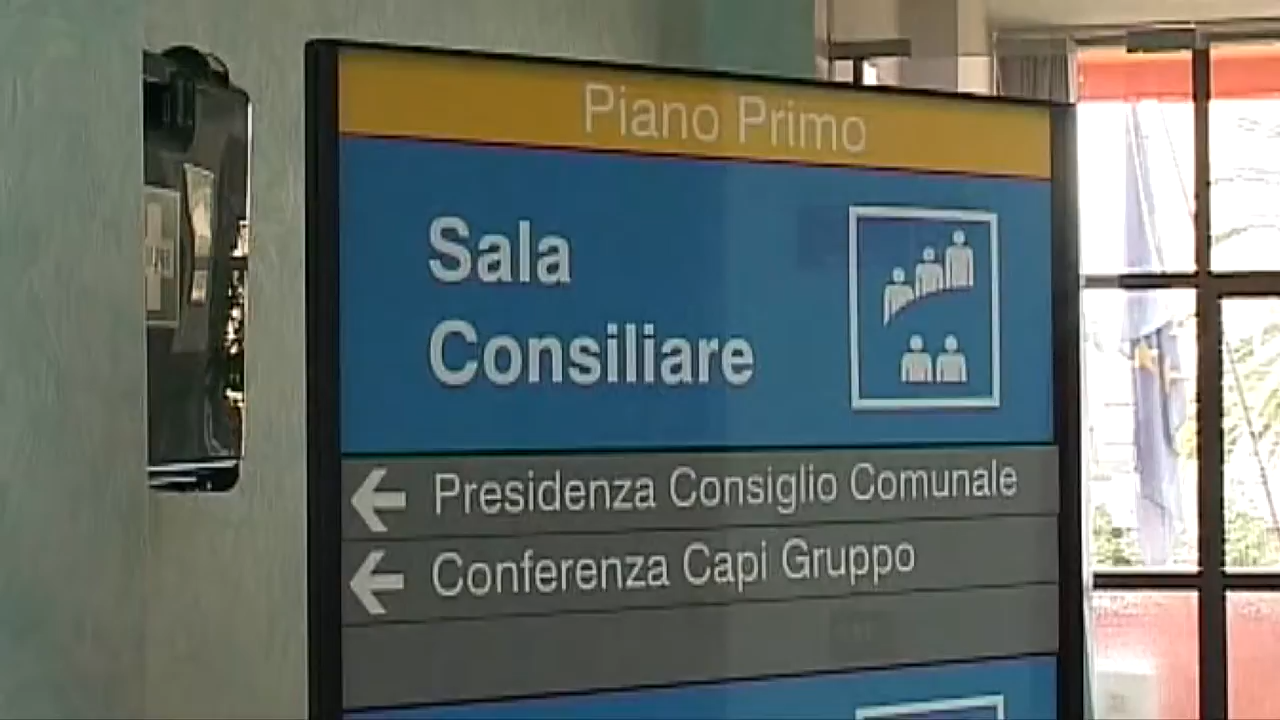 Piano Primo
Sala
Consiliare
Presidenza Consiglio Comunale
Conferenza Capi Gruppo